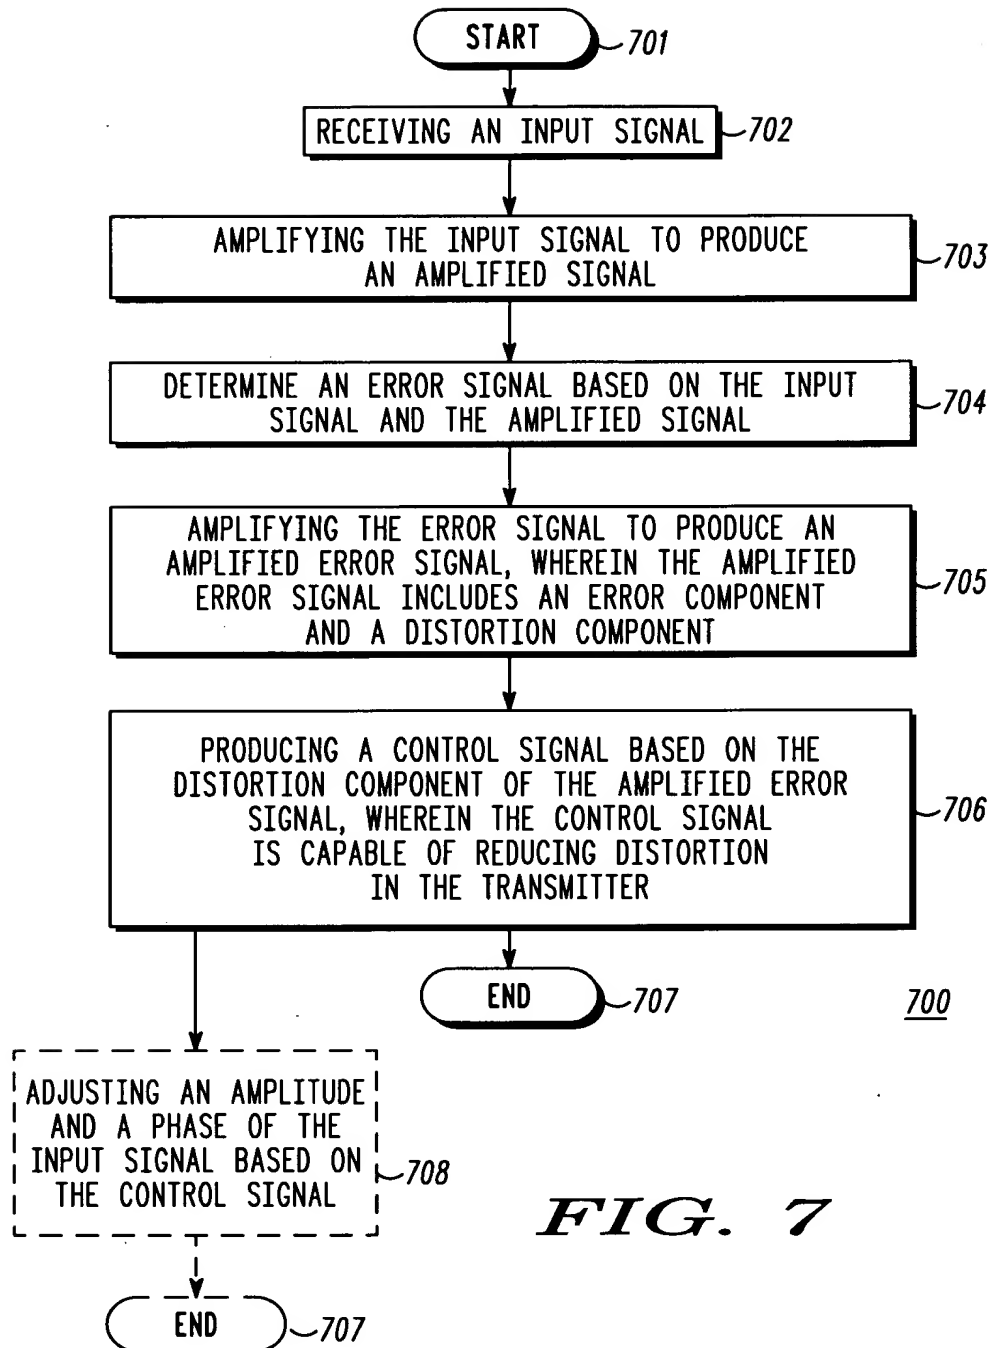 START
701
RECEIVING AN INPUT SIGNAL
702
AMPLIFYING THE INPUT SIGNAL TO PRODUCE
AN AMPLIFIED SIGNAL
703
DETERMINE AN ERROR SIGNAL BASED ON THE INPUT
SIGNAL AND THE AMPLIFIED SIGNAL
704
AMPLIFYING THE ERROR SIGNAL TO PRODUCE AN
AMPLIFIED ERROR SIGNAL, WHEREIN THE AMPLIFIED
ERROR SIGNAL INCLUDES AN ERROR COMPONENT
AND A DISTORTION COMPONENT
705
PRODUCING A CONTROL SIGNAL BASED ON THE
DISTORTION COMPONENT OF THE AMPLIFIED ERROR
SIGNAL, WHEREIN THE CONTROL SIGNAL
IS CAPABLE OF REDUCING DISTORTION
IN THE TRANSMITTER
706
END
707
700
ADJUSTING AN AMPLITUDE
AND A PHASE OF THE
INPUT SIGNAL BASED ON
THE CONTROL SIGNAL
708
FIG. 7
END
707